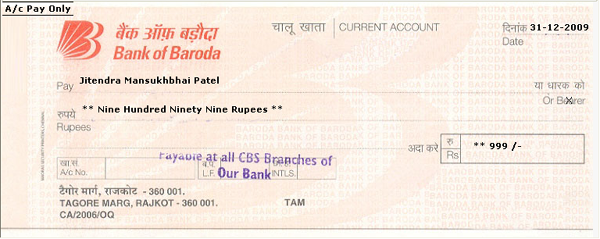 A/c Pay Only
बैंक ऑफ़ बड़ौदा
Bank of Baroda
चालू खाता CURRENT ACCOUNT
दिनांक 31-12-2009
Date
Pay Jitendra Mansukhbhai Patel
या धारक को
Or Bearer
रुपये ** Nine Hundred Ninety Nine Rupees **
Rupees
अदा करे रु Rs ** 999 /-
Payable at all CBS Branches of
Our Bank
खा.सं.
A/c No.
ब.पृ.
L.F.
INTLS.
टैगोर मार्ग, राजकोट - 360 001.
TAGORE MARG, RAJKOT - 360 001.
TAM
CA/2006/OQ